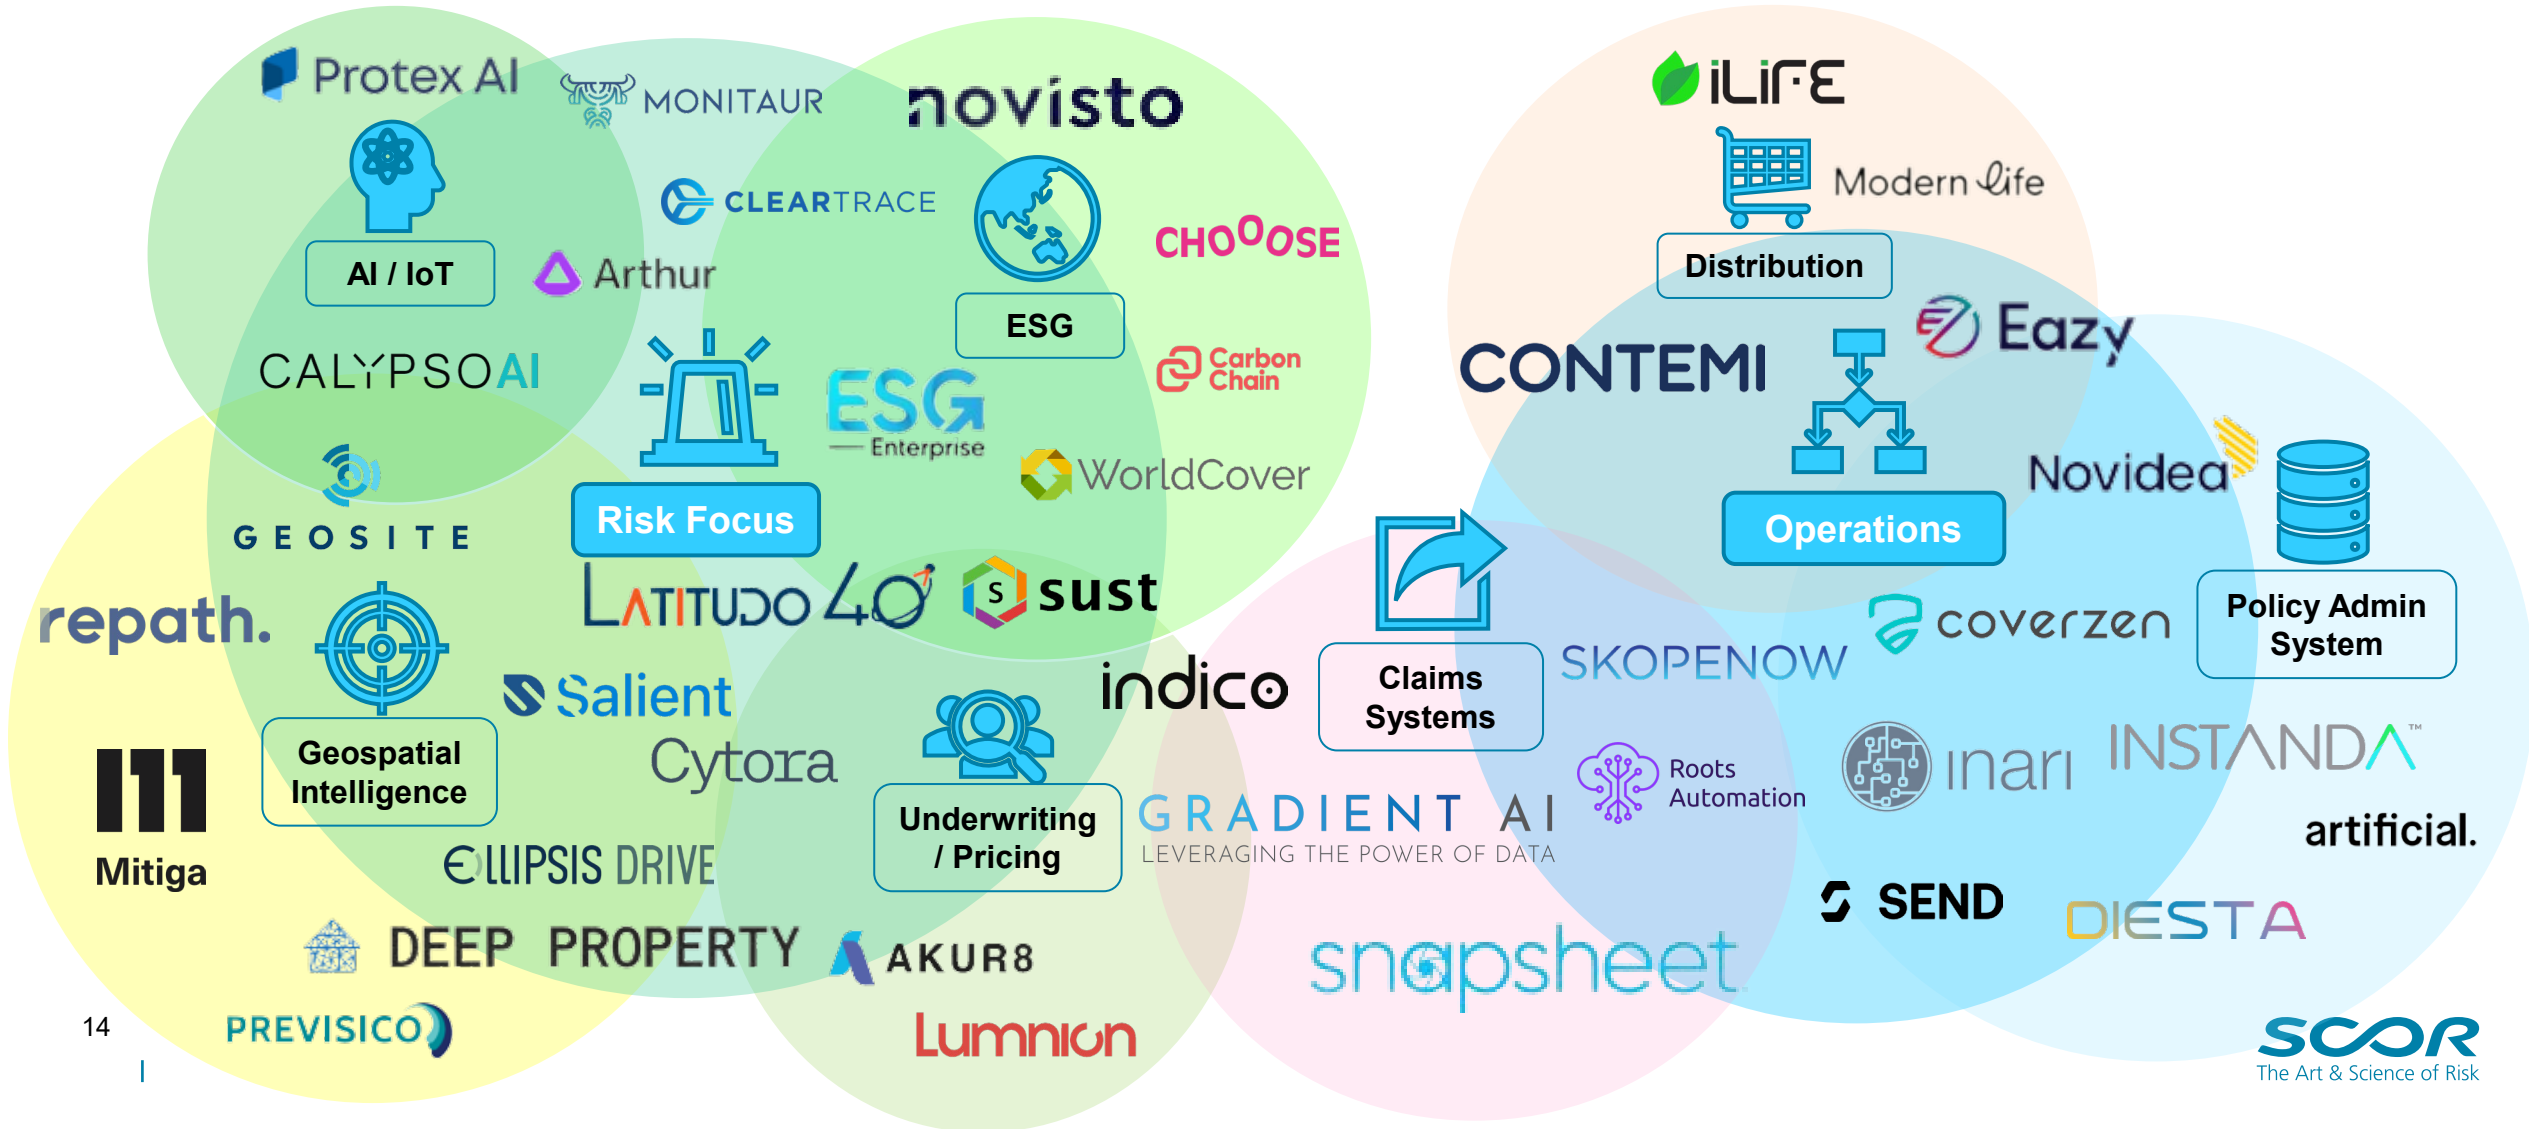 Protex AI
MONITAUR
novisto
CLEARTRACE
AI / IoT
Arthur
CHOOOSE
ESG
CALYPSOAI
ESG
Enterprise
Carbon
Chain
WorldCover
GEOSITE
Risk Focus
LATITUDO 40
S
sust
repath.
Salient
indico
Geospatial
Intelligence
Cytora
Mitiga
Underwriting
/ Pricing
ELLIPSIS DRIVE
DEEP PROPERTY
AKUR8
PREVISICO
Lumnion
iLiFE
Modern Life
Distribution
CONTEMI
Eazy
Novidea
Operations
Policy Admin
System
coverzen
Claims
Systems
SKOPENOW
Roots
Automation
inari
INSTANDA™
GRADIENT AI
LEVERAGING THE POWER OF DATA
artificial.
SEND
DIESTA
snapsheet
14
SCOR
The Art & Science of Risk